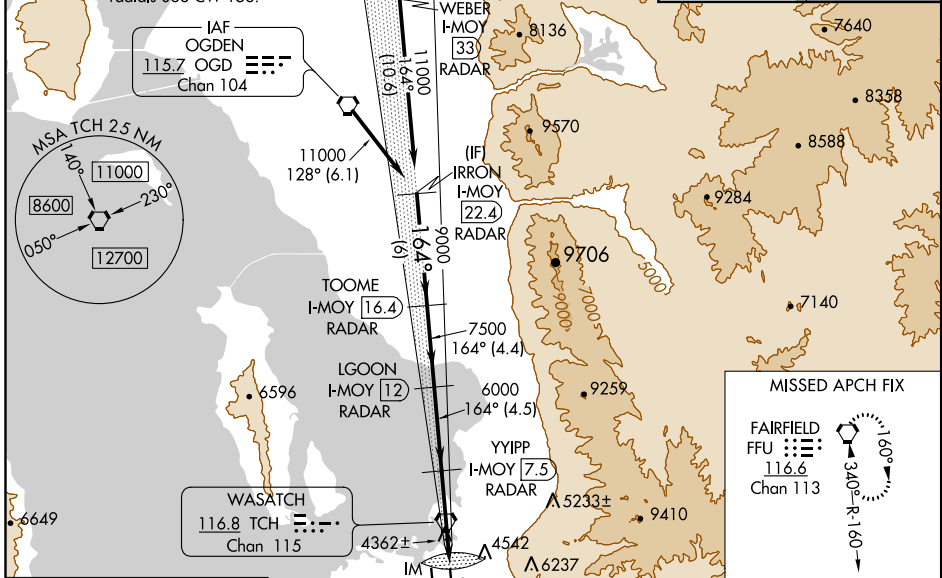 IAF
OGDEN
115.7 OGD
Chan 104
WEBER
I-MOY
33
RADAR
8136
7640
11000
164°
(10.6)
8358
8588
9570
11000
128° (6.1)
(IF)
IRRON
I-MOY
22.4
RADAR
9284
MSA TCH 25 NM
140°
11000
8600
230°
050°
12700
9000
164°
(6)
9706
5000
9000
7000
TOOME
I-MOY 16.4
RADAR
7140
7500
164° (4.4)
LGOON
I-MOY 12
RADAR
6000
164° (4.5)
6596
9259
MISSED APCH FIX
FAIRFIELD
FFU
116.6
Chan 113
160°
340°
R-160
YYIPP
I-MOY 7.5
RADAR
WASATCH
116.8 TCH
Chan 115
5233±
9410
6649
4362±
4542
IM
6237